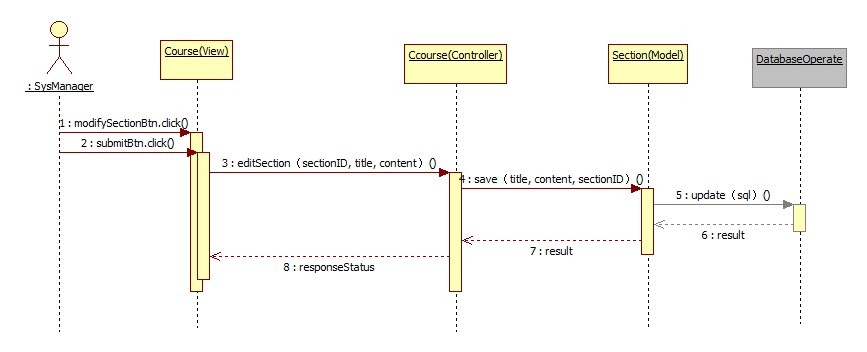 Course(View)
Ccourse(Controller)
Section(Model)
DatabaseOperate
: SysManager
1 : modifySectionBtn.click()
2 : submitBtn.click()
3 : editSection（sectionID, title, content）()
4 : save（title, content, sectionID）()
5 : update（sql）()
6 : result
7 : result
8 : responseStatus